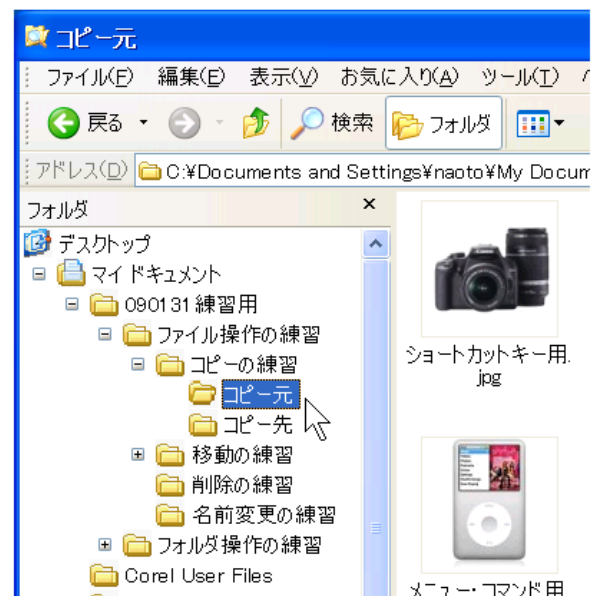 コピー元
ファイル(F) 編集(E) 表示(V) お気に入り(A) ツール(T)
戻る 検索 フォルダ
アドレス(D) C:¥Documents and Settings¥naoto¥My Docum
フォルダ ×
デスクトップ
マイ ドキュメント
090131 練習用
ファイル操作の練習
コピーの練習
コピー元
コピー先
移動の練習
削除の練習
名前変更の練習
フォルダ操作の練習
Corel User Files
ショートカットキー用.
jpg
メニュー・コマンド用